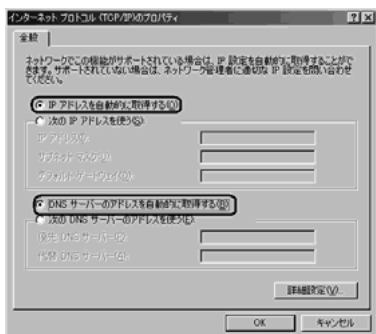 インターネット プロトコル (TCP/IP)のプロパティ
全般
ネットワークでこの機能がサポートされている場合は、IP 設定を自動的に取得することがで
きます。サポートされていない場合は、ネットワーク管理者に適切な IP 設定を問い合わせ
てください。
IP アドレスを自動的に取得する(O)
次の IP アドレスを使う(S):
IP アドレス(I):
サブネット マスク(U):
デフォルト ゲートウェイ(D):
DNS サーバーのアドレスを自動的に取得する(B)
次の DNS サーバーのアドレスを使う(E):
優先 DNS サーバー(P):
代替 DNS サーバー(A):
詳細設定(V)...
OK
キャンセル